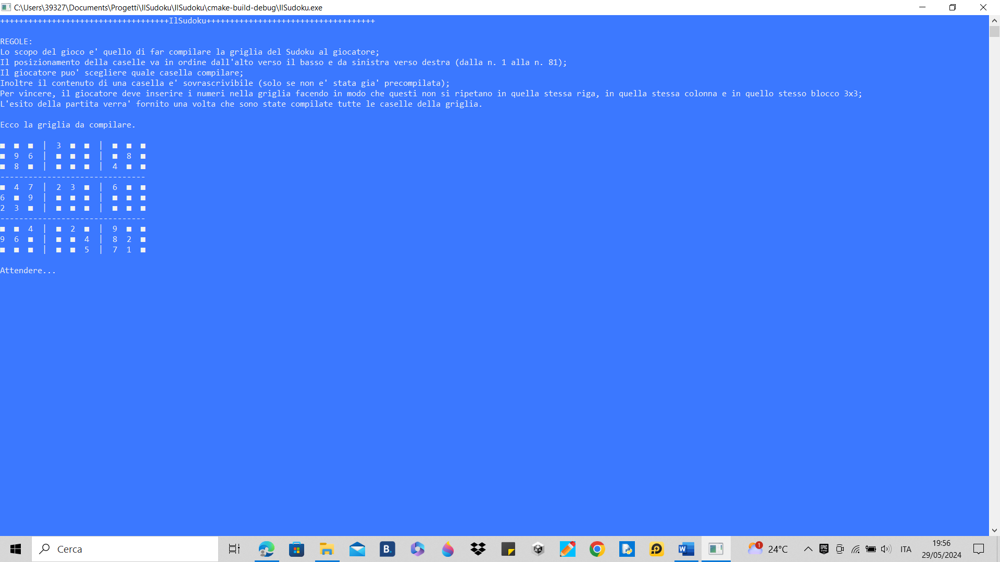 C:\Users\39327\Documents\Progetti\IlSudoku\IlSudoku\cmake-build-debug\IlSudoku.exe
++++++++++++++++++++++++++++++++++++IlSudoku++++++++++++++++++++++++++++++++++++
REGOLE:
Lo scopo del gioco e' quello di far compilare la griglia del Sudoku al giocatore;
Il posizionamento della caselle va in ordine dall'alto verso il basso e da sinistra verso destra (dalla n. 1 alla n. 81);
Il giocatore puo' scegliere quale casella compilare;
Inoltre il contenuto di una casella e' sovrascrivibile (solo se non e' stata gia' precompilata);
Per vincere, il giocatore deve inserire i numeri nella griglia facendo in modo che questi non si ripetano in quella stessa riga, in quella stessa colonna e in quello stesso blocco 3x3;
L'esito della partita verra' fornito una volta che sono state compilate tutte le caselle della griglia.
Ecco la griglia da compilare.
■ ■ ■ | 3 ■ ■ | ■ ■ ■
■ 9 6 | ■ ■ ■ | ■ 8 ■
■ 8 ■ | ■ ■ ■ | 4 ■ ■
-------------------------------
■ 4 7 | 2 3 ■ | 6 ■ ■
6 ■ 9 | ■ ■ ■ | ■ ■ ■
2 3 ■ | ■ ■ ■ | ■ ■ ■
-------------------------------
■ ■ 4 | ■ 2 ■ | 9 ■ ■
9 6 ■ | ■ ■ 4 | 8 2 ■
■ ■ ■ | ■ ■ 5 | 7 1 ■
Attendere...
Cerca
B.
W
1
24°C
EPIC GAMES
ITA
19:56
29/05/2024